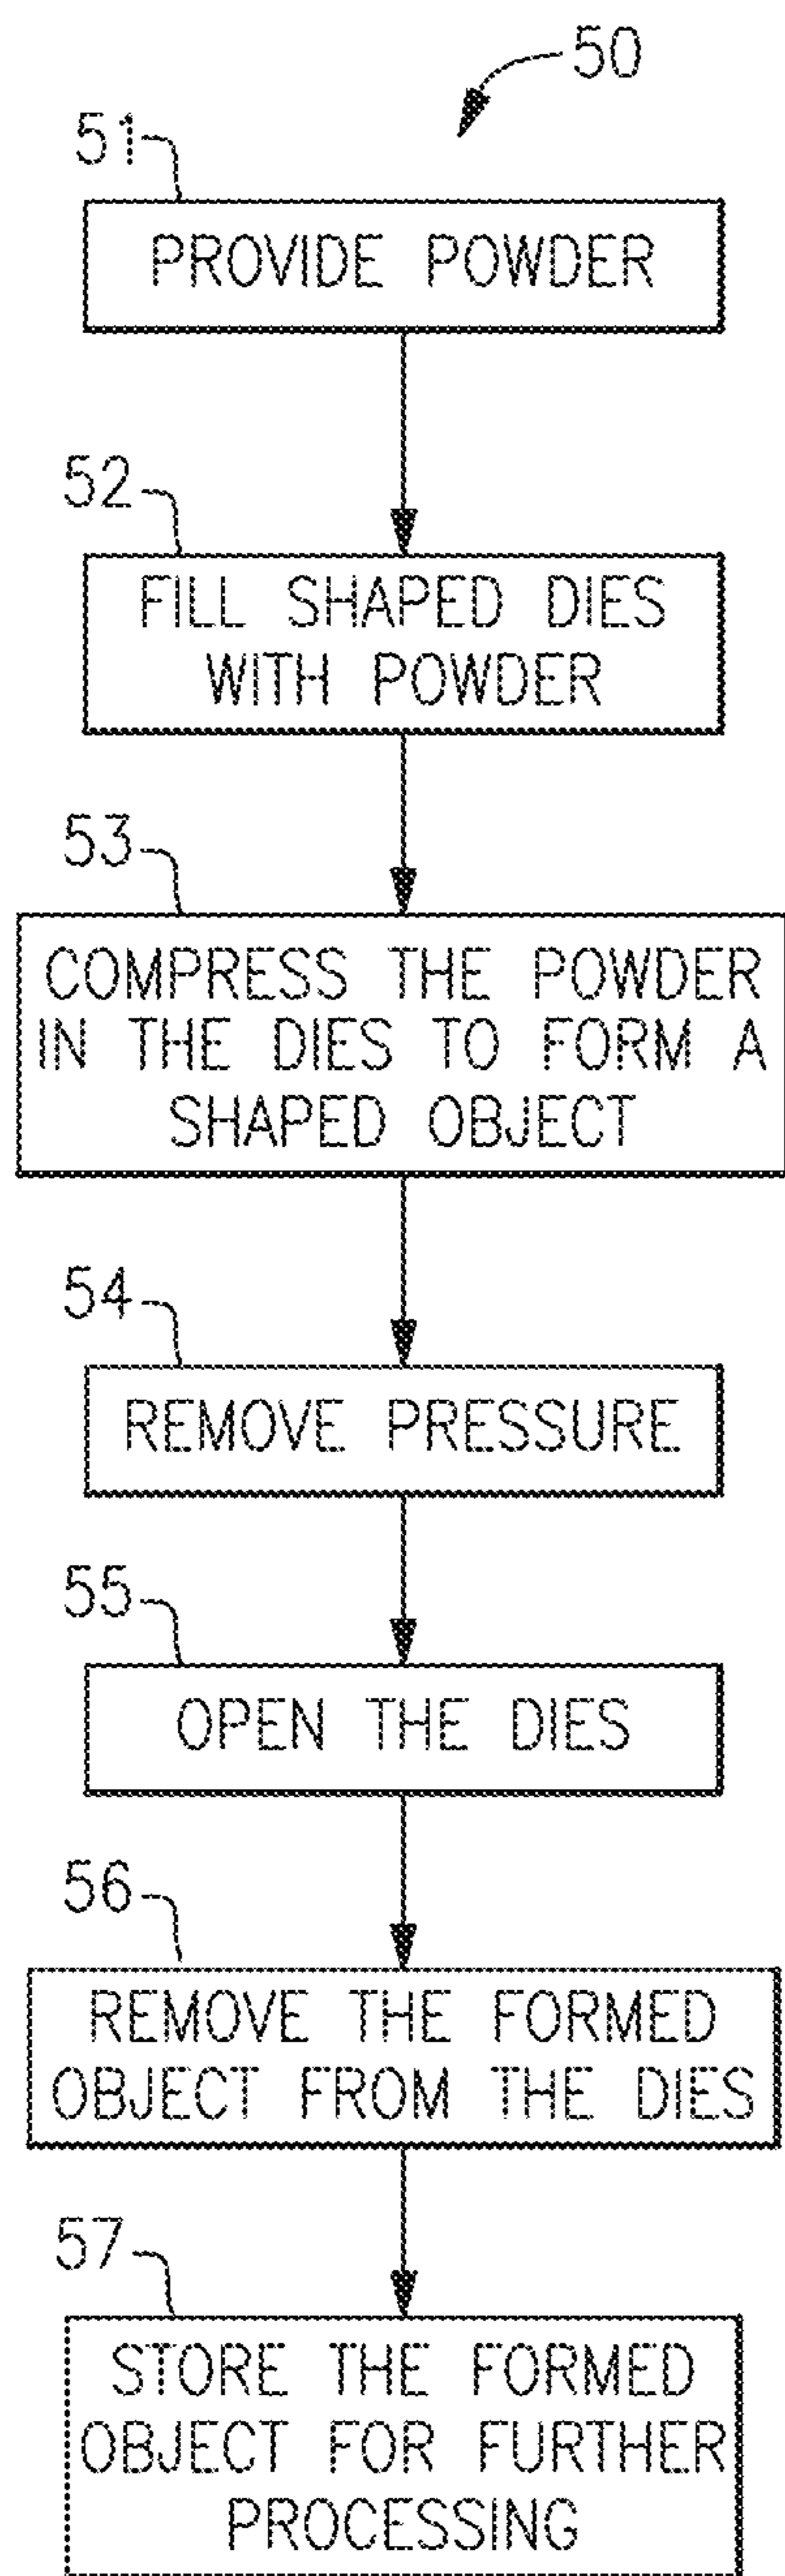 50
51
PROVIDE POWDER
52
FILL SHAPED DIES
WITH POWDER
53
COMPRESS THE POWDER
IN THE DIES TO FORM A
SHAPED OBJECT
54
REMOVE PRESSURE
55
OPEN THE DIES
56
REMOVE THE FORMED
OBJECT FROM THE DIES
57
STORE THE FORMED
OBJECT FOR FURTHER
PROCESSING